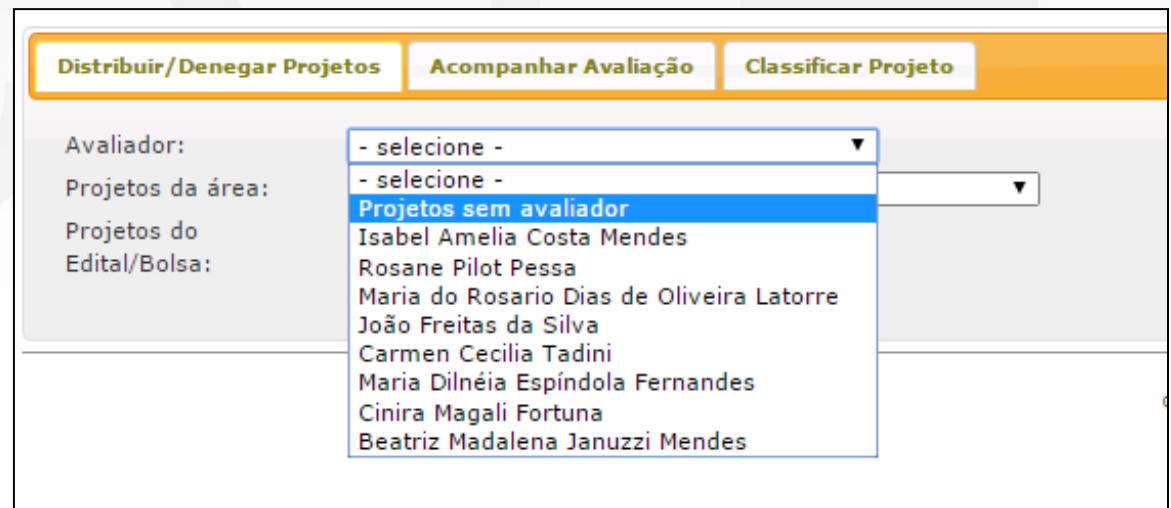 Distribuir/Denegar Projetos Acompanhar Avaliação Classificar Projeto
Avaliador: - selecione -
Projetos da área:
Projetos do
Edital/Bolsa:
- selecione -
Projetos sem avaliador
Isabel Amelia Costa Mendes
Rosane Pilot Pessa
Maria do Rosario Dias de Oliveira Latorre
João Freitas da Silva
Carmen Cecilia Tadini
Maria Dilnéia Espíndola Fernandes
Cinira Magali Fortuna
Beatriz Madalena Januzzi Mendes